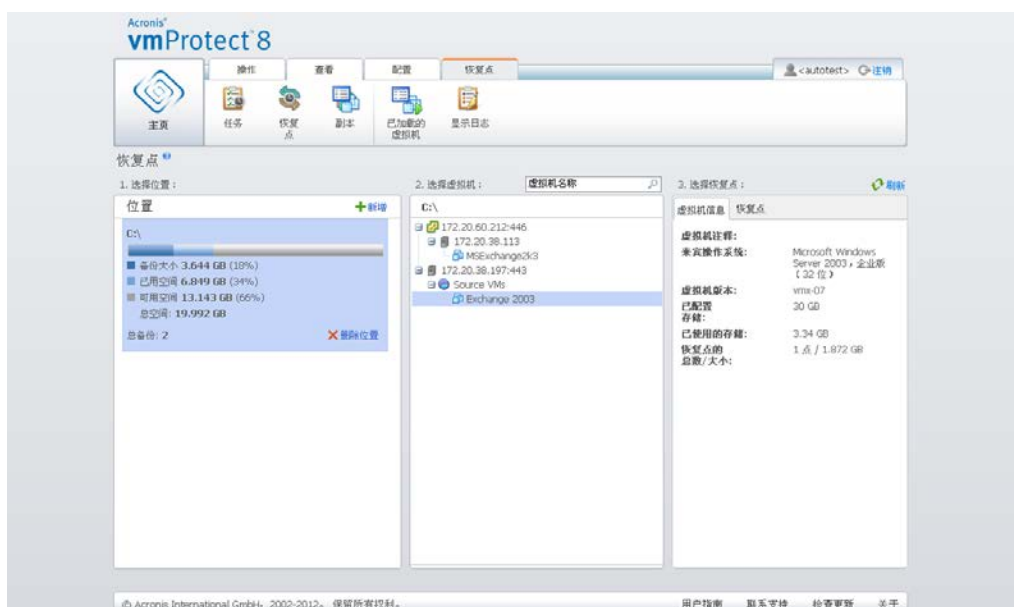 Acronis®
vmProtect 8
操作
查看
配置
恢复点
<autotest>
注销
主页
任务
恢复点
副本
已加载的虚拟机
显示日志
恢复点
1. 选择位置：
位置
新增
C:\
备份大小 3.644 GB (18%)
已用空间 6.849 GB (34%)
可用空间 13.143 GB (66%)
总空间: 19.992 GB
总备份: 2
删除位置
2. 选择虚拟机：
虚拟机名称
C:\
172.20.60.212:446
172.20.38.113
MSExchange2k3
172.20.38.197:443
Source VMs
Exchange 2003
3. 选择恢复点：
刷新
虚拟机信息
恢复点
虚拟机注释:
来宾操作系统:
Microsoft Windows
Server 2003，企业版
(32 位)
虚拟机版本:
vmx-07
已配置
存储:
30 GB
已使用的存储:
3.34 GB
恢复点的
总数/大小:
1 点 / 1.872 GB
© Acronis International GmbH, 2002-2012。 保留所有权利。
用户指南
联系支持
检查更新
关于